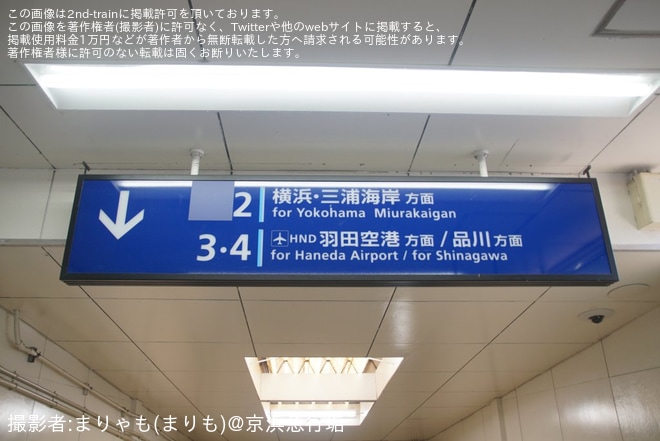 この画像は2nd-trainに掲載許可を頂いております。
この画像を著作権者(撮影者)に許可なく、Twitterや他のwebサイトに掲載すると、
掲載使用料金1万円などが著作者から無断転載した方へ請求される可能性があります。
著作権者様に許可のない転載は固くお断りいたします。
2 横浜・三浦海岸 方面
for Yokohama Miurakaigan
3・4 HND 羽田空港 方面 / 品川 方面
for Haneda Airport / for Shinagawa
撮影者:まりゃも(まりも)@京浜急行垢